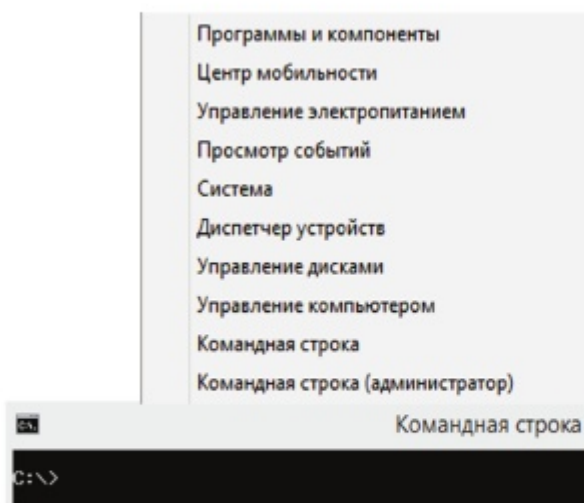 Программы и компоненты
Центр мобильности
Управление электропитанием
Просмотр событий
Система
Диспетчер устройств
Управление дисками
Управление компьютером
Командная строка
Командная строка (администратор)
Командная строка
C:\>